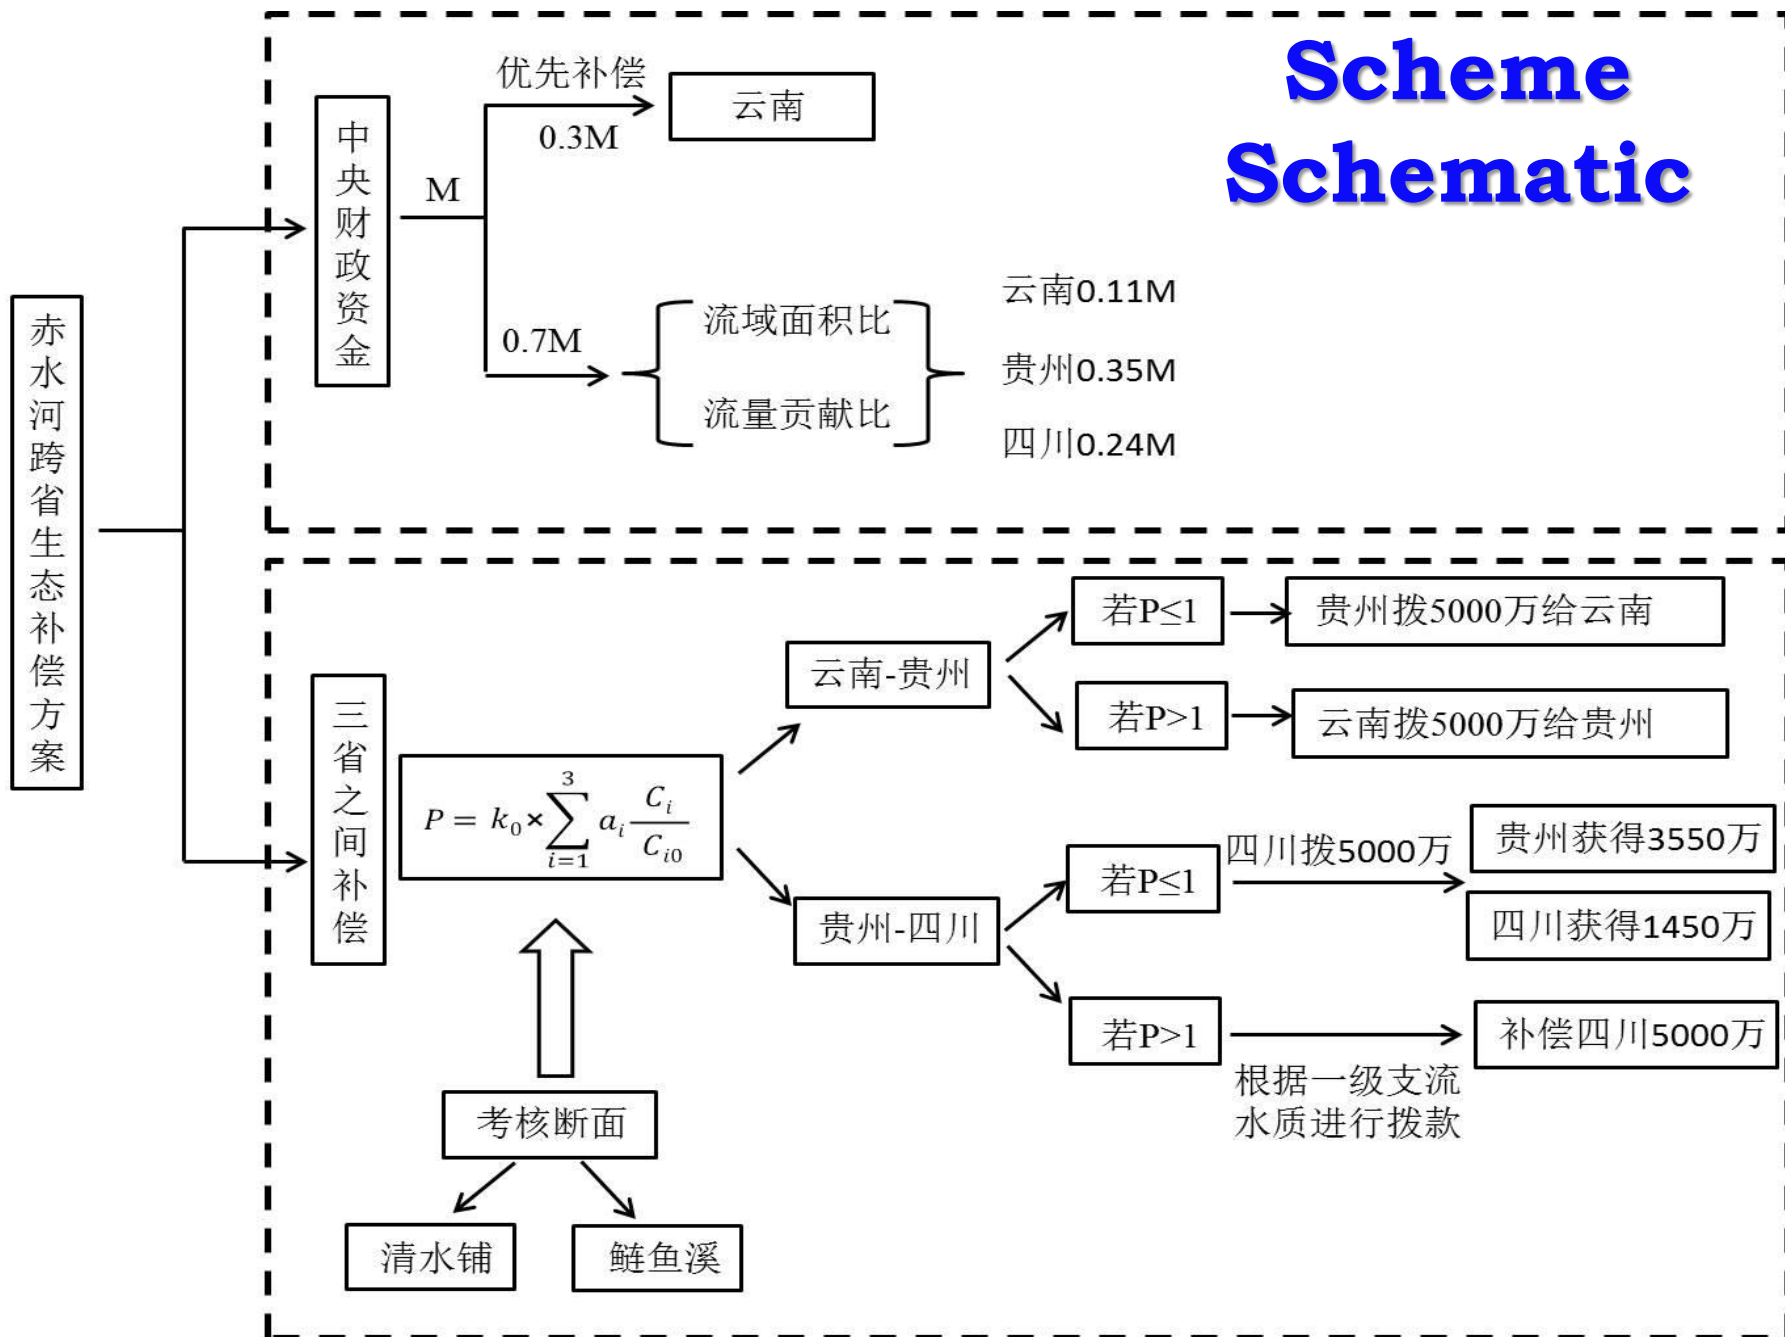 Scheme
Schematic
赤水河跨省生态补偿方案
中央财政资金
M
优先补偿
0.3M
云南
0.7M
流域面积比
流量贡献比
云南0.11M
贵州0.35M
四川0.24M
三省之间补偿
P = k₀ × ∑_{i=1}^{3} a_i C_i / C_{i0}
考核断面
清水铺
鲢鱼溪
云南-贵州
若P≤1
贵州拨5000万给云南
若P>1
云南拨5000万给贵州
贵州-四川
若P≤1
四川拨5000万
贵州获得3550万
四川获得1450万
若P>1
根据一级支流
水质进行拨款
补偿四川5000万